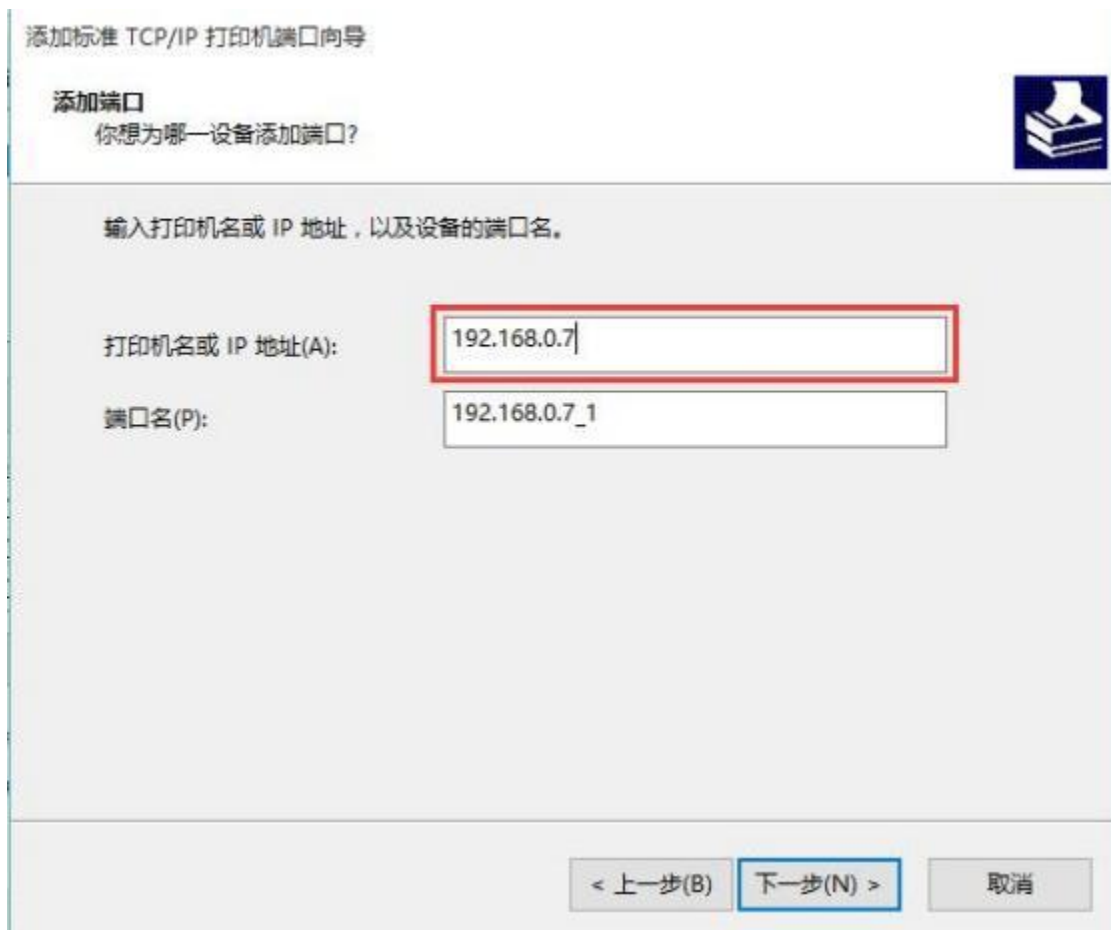 添加标准 TCP/IP 打印机端口向导
添加端口
你想为哪一设备添加端口?
输入打印机名或 IP 地址，以及设备的端口名。
打印机名或 IP 地址(A): 192.168.0.7
端口名(P): 192.168.0.7_1
< 上一步(B) 下一步(N) > 取消